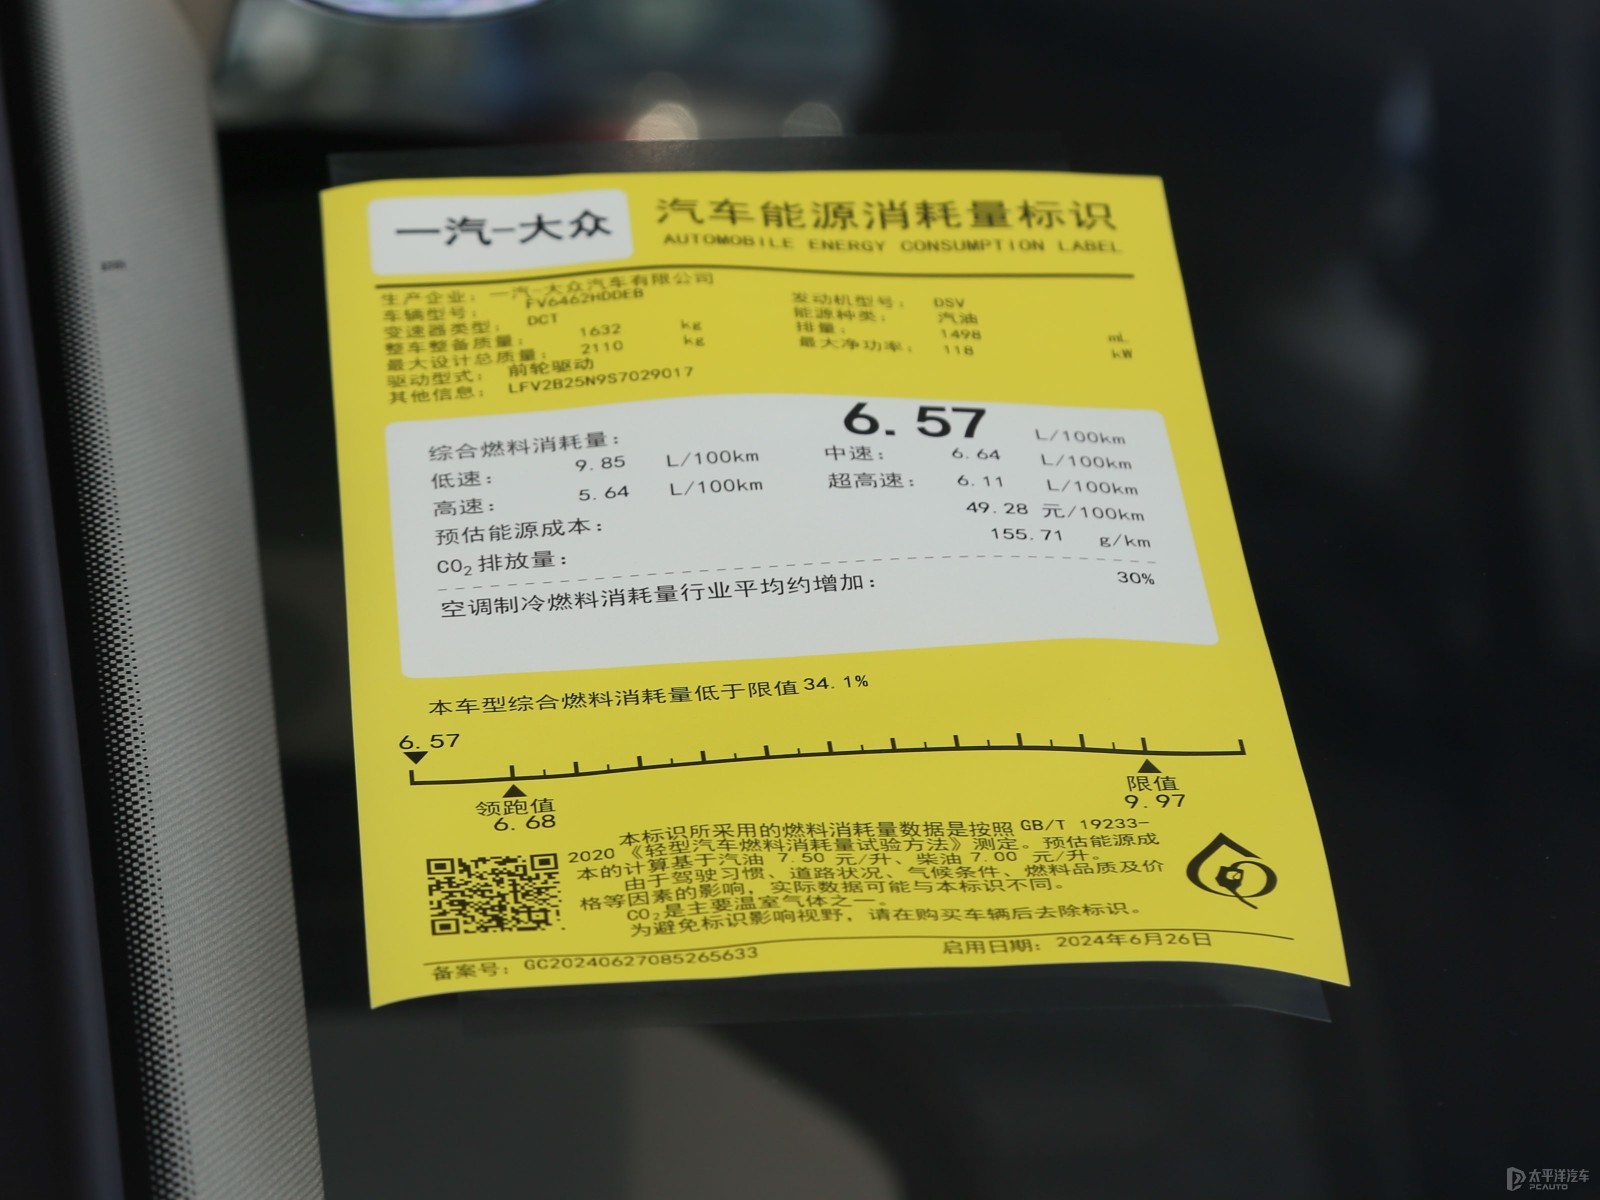 一汽-大众
汽车能源消耗量标识
AUTOMOBILE ENERGY CONSUMPTION LABEL
生产企业: 一汽-大众汽车有限公司
车辆型号: FV6462HDDEB 发动机型号: DSV
变速器类型: DCT 能源种类: 汽油
整车整备质量: 1632 kg 排量: 1498 mL
最大设计总质量: 2110 kg 最大净功率: 118 kW
驱动型式: 前轮驱动
其他信息: LFV2B25N9S7029017
综合燃料消耗量: 6.57 L/100km
低速: 9.85 L/100km 中速: 6.64 L/100km
高速: 5.64 L/100km 超高速: 6.11 L/100km
预估能源成本: 49.28 元/100km
CO₂排放量: 155.71 g/km
空调制冷燃料消耗量行业平均约增加: 30%
本车型综合燃料消耗量低于限值34.1%
6.57
领跑值
6.68
限值
9.97
本标识所采用的燃料消耗量数据是按照GB/T 19233-
2020《轻型汽车燃料消耗量试验方法》测定。预估能源成
本的计算基于汽油 7.50 元/升、柴油 7.00 元/升。
由于驾驶习惯、道路状况、气候条件、燃料品质及价
格等因素的影响, 实际数据可能与本标识不同。
CO₂是主要温室气体之一。
为避免标识影响视野, 请在购买车辆后去除标识。
备案号: GC20240627085265633 启用日期: 2024年6月26日
太平洋汽车
PCAUTO